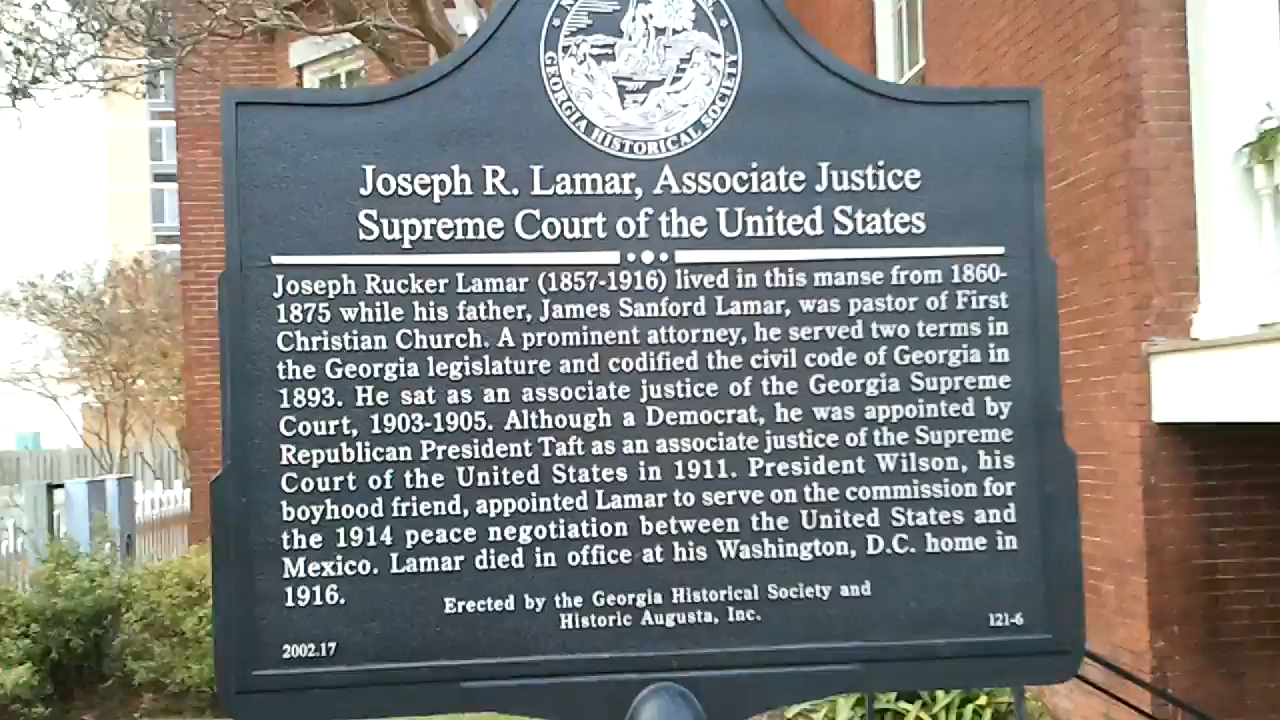 GEORGIA HISTORICAL SOCIETY
Joseph R. Lamar, Associate Justice
Supreme Court of the United States
Joseph Rucker Lamar (1857-1916) lived in this manse from 1860-
1875 while his father, James Sanford Lamar, was pastor of First
Christian Church. A prominent attorney, he served two terms in
the Georgia legislature and codified the civil code of Georgia in
1893. He sat as an associate justice of the Georgia Supreme
Court, 1903-1905. Although a Democrat, he was appointed by
Republican President Taft as an associate justice of the Supreme
Court of the United States in 1911. President Wilson, his
boyhood friend, appointed Lamar to serve on the commission for
the 1914 peace negotiation between the United States and
Mexico. Lamar died in office at his Washington, D.C. home in
1916.
Erected by the Georgia Historical Society and
Historic Augusta, Inc.
121-6
2002.17